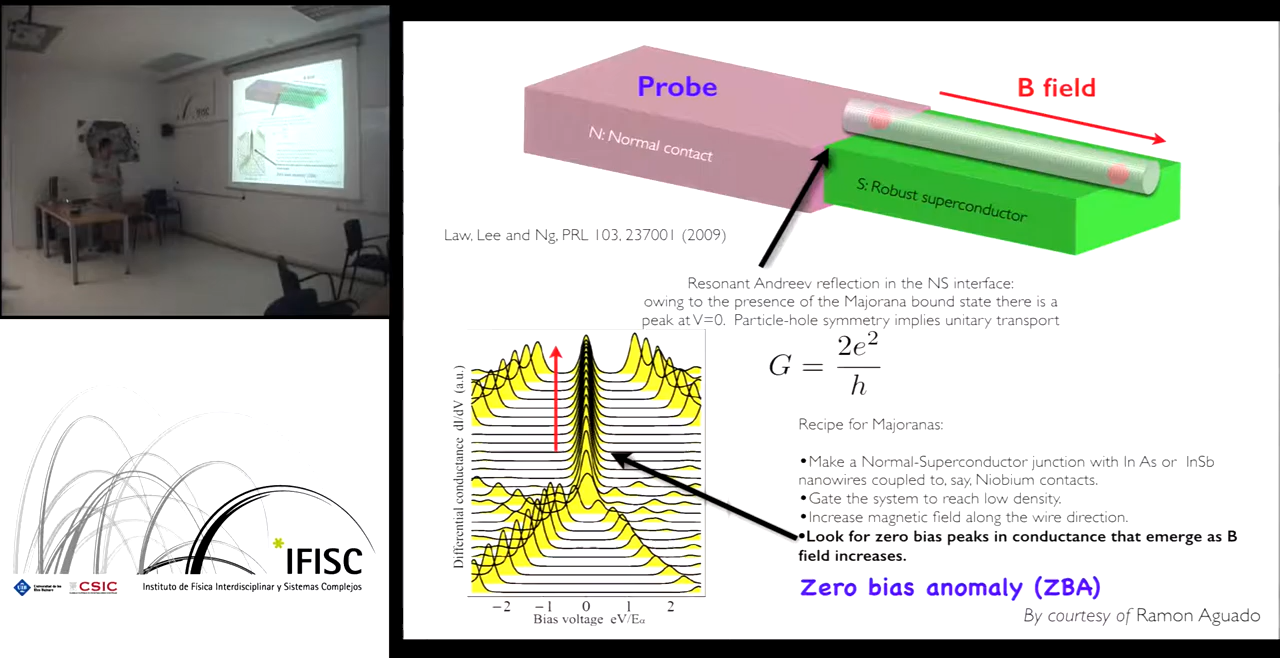 Probe
B field
N: Normal contact
S: Robust superconductor
Law, Lee and Ng, PRL 103, 237001 (2009)
Resonant Andreev reflection in the NS interface:
owing to the presence of the Majorana bound state there is a
peak at V=0. Particle-hole symmetry implies unitary transport
G = 2e²/h
Differential conductance dI/dV (a.u.)
−2 −1 0 1 2
Bias voltage eV/Eα
Recipe for Majoranas:
•Make a Normal-Superconductor junction with In As or InSb
nanowires coupled to, say, Niobium contacts.
•Gate the system to reach low density.
•Increase magnetic field along the wire direction.
•Look for zero bias peaks in conductance that emerge as B
field increases.
Zero bias anomaly (ZBA)
By courtesy of Ramon Aguado
*IFISC
CSIC
Instituto de Física Interdisciplinar y Sistemas Complejos